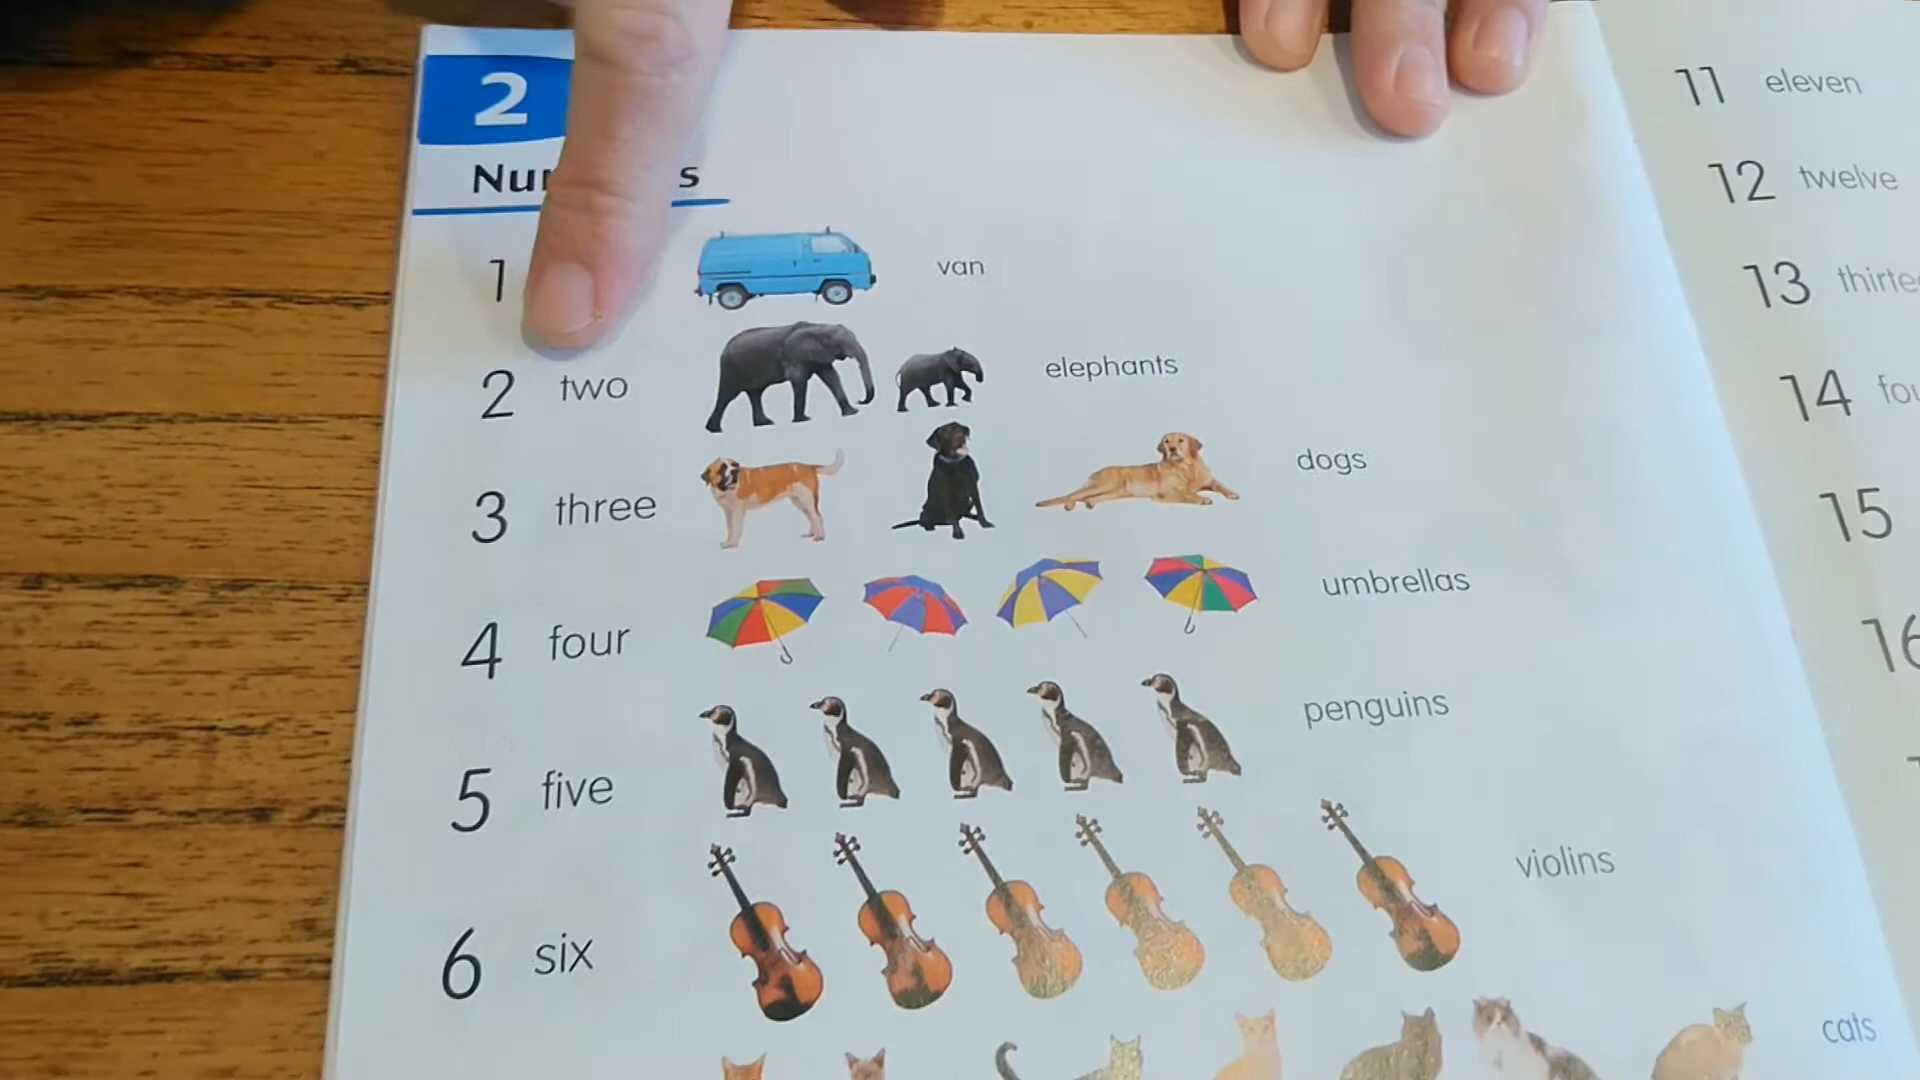 2
1 van
2 two elephants
3 three dogs
4 four umbrellas
5 five penguins
6 six violins
cats
11 eleven
12 twelve
13
14
15